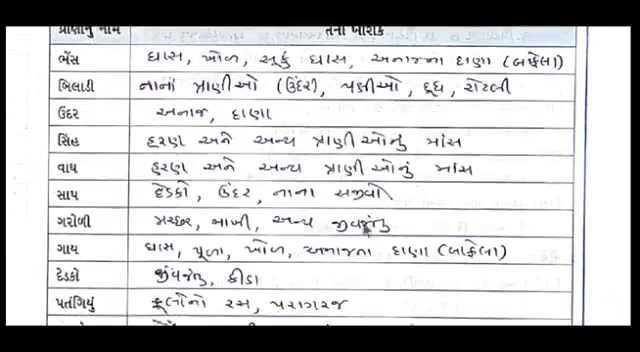 પ્રાણીનું નામ તેનો ખોરાક
ભેંસ ઘાસ, ખોળ, સૂકું ઘાસ, અનાજના દાણા (બાફેલા)
બિલાડી નાનાં પ્રાણીઓ (ઉંદર), પક્ષીઓ, દૂધ, રોટલી
ઉંદર અનાજ, દાણા
સિંહ હરણ અને અન્ય પ્રાણીઓનું માંસ
વાઘ હરણ અને અન્ય પ્રાણીઓનું માંસ
સાપ દેડકો, ઉંદર, નાના સજીવો
ગરોળી મચ્છર, માખી, અન્ય જીવજંતુ
ગાય ઘાસ, પૂળા, ખોળ, અનાજના દાણા (બાફેલા)
દેડકો જીવજંતુ, કીડા
પતંગિયું ફૂલોનો રસ, પરાગરજ